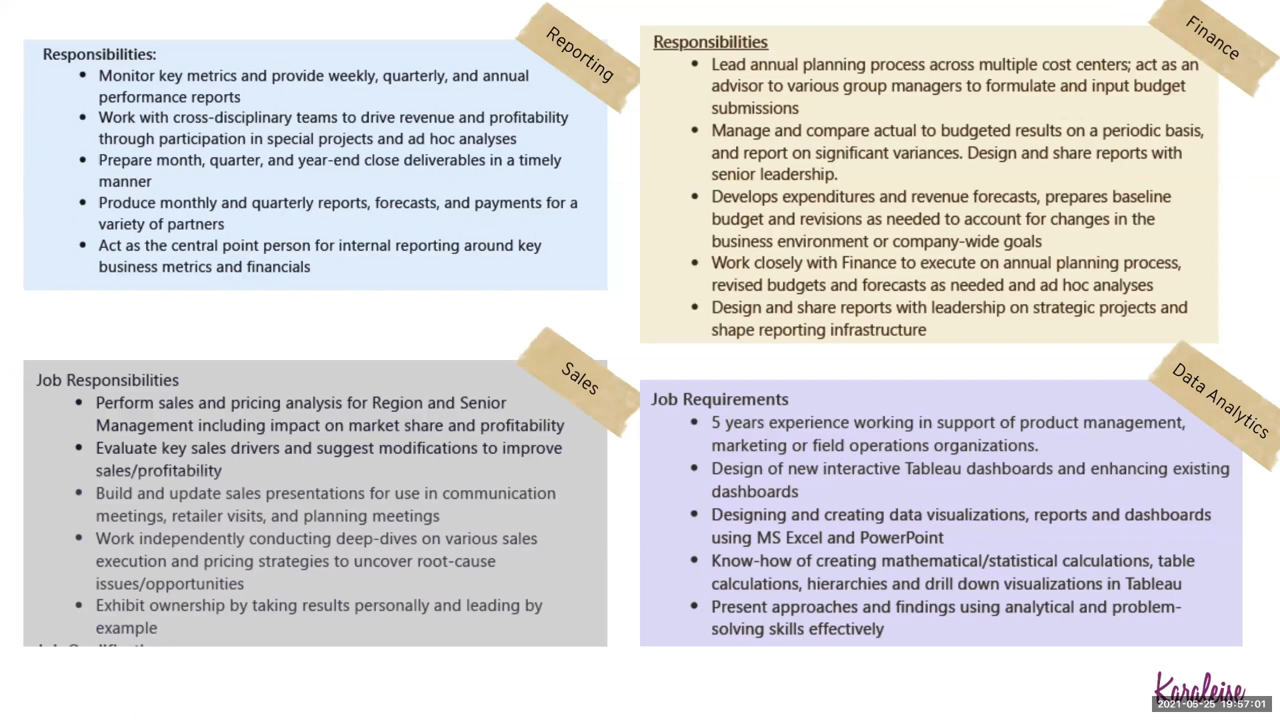 Reporting
Responsibilities:
• Monitor key metrics and provide weekly, quarterly, and annual
performance reports
• Work with cross-disciplinary teams to drive revenue and profitability
through participation in special projects and ad hoc analyses
• Prepare month, quarter, and year-end close deliverables in a timely
manner
• Produce monthly and quarterly reports, forecasts, and payments for a
variety of partners
• Act as the central point person for internal reporting around key
business metrics and financials
Finance
Responsibilities
• Lead annual planning process across multiple cost centers; act as an
advisor to various group managers to formulate and input budget
submissions
• Manage and compare actual to budgeted results on a periodic basis,
and report on significant variances. Design and share reports with
senior leadership.
• Develops expenditures and revenue forecasts, prepares baseline
budget and revisions as needed to account for changes in the
business environment or company-wide goals
• Work closely with Finance to execute on annual planning process,
revised budgets and forecasts as needed and ad hoc analyses
• Design and share reports with leadership on strategic projects and
shape reporting infrastructure
Sales
Job Responsibilities
• Perform sales and pricing analysis for Region and Senior
Management including impact on market share and profitability
• Evaluate key sales drivers and suggest modifications to improve
sales/profitability
• Build and update sales presentations for use in communication
meetings, retailer visits, and planning meetings
• Work independently conducting deep-dives on various sales
execution and pricing strategies to uncover root-cause
issues/opportunities
• Exhibit ownership by taking results personally and leading by
example
Data Analytics
Job Requirements
• 5 years experience working in support of product management,
marketing or field operations organizations.
• Design of new interactive Tableau dashboards and enhancing existing
dashboards
• Designing and creating data visualizations, reports and dashboards
using MS Excel and PowerPoint
• Know-how of creating mathematical/statistical calculations, table
calculations, hierarchies and drill down visualizations in Tableau
• Present approaches and findings using analytical and problem-
solving skills effectively
Karaleise
2021-05-25 19:57:01